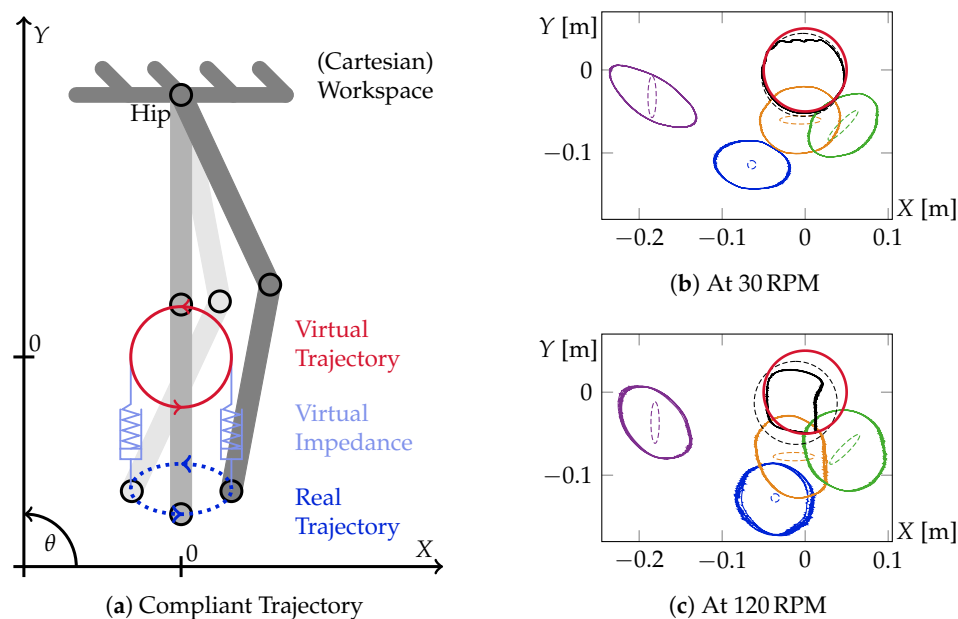 Y
(Cartesian)
Workspace
Hip
Virtual
Trajectory
0
Virtual
Impedance
Real
Trajectory
θ
0
X
(a) Compliant Trajectory
Y [m]
0
−0.1
X [m]
−0.2 −0.1 0 0.1
(b) At 30 RPM
Y [m]
0
−0.1
X [m]
−0.2 −0.1 0 0.1
(c) At 120 RPM